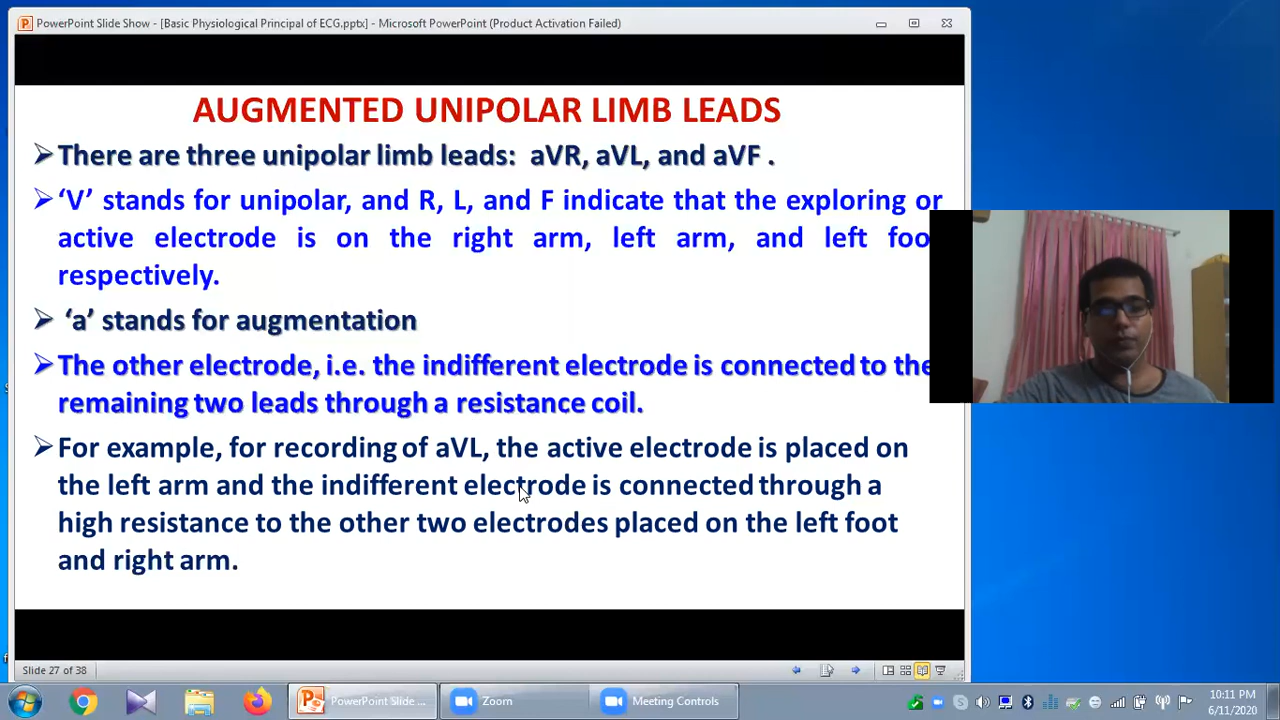 PowerPoint Slide Show - [Basic Physiological Principal of ECG.pptx] - Microsoft PowerPoint (Product Activation Failed)
AUGMENTED UNIPOLAR LIMB LEADS
There are three unipolar limb leads: aVR, aVL, and aVF .
‘V’ stands for unipolar, and R, L, and F indicate that the exploring or
active electrode is on the right arm, left arm, and left foo
respectively.
‘a’ stands for augmentation
The other electrode, i.e. the indifferent electrode is connected to the
remaining two leads through a resistance coil.
For example, for recording of aVL, the active electrode is placed on
the left arm and the indifferent electrode is connected through a
high resistance to the other two electrodes placed on the left foot
and right arm.
Slide 27 of 38
PowerPoint Slide ...
Zoom
Meeting Controls
10:11 PM
6/11/2020